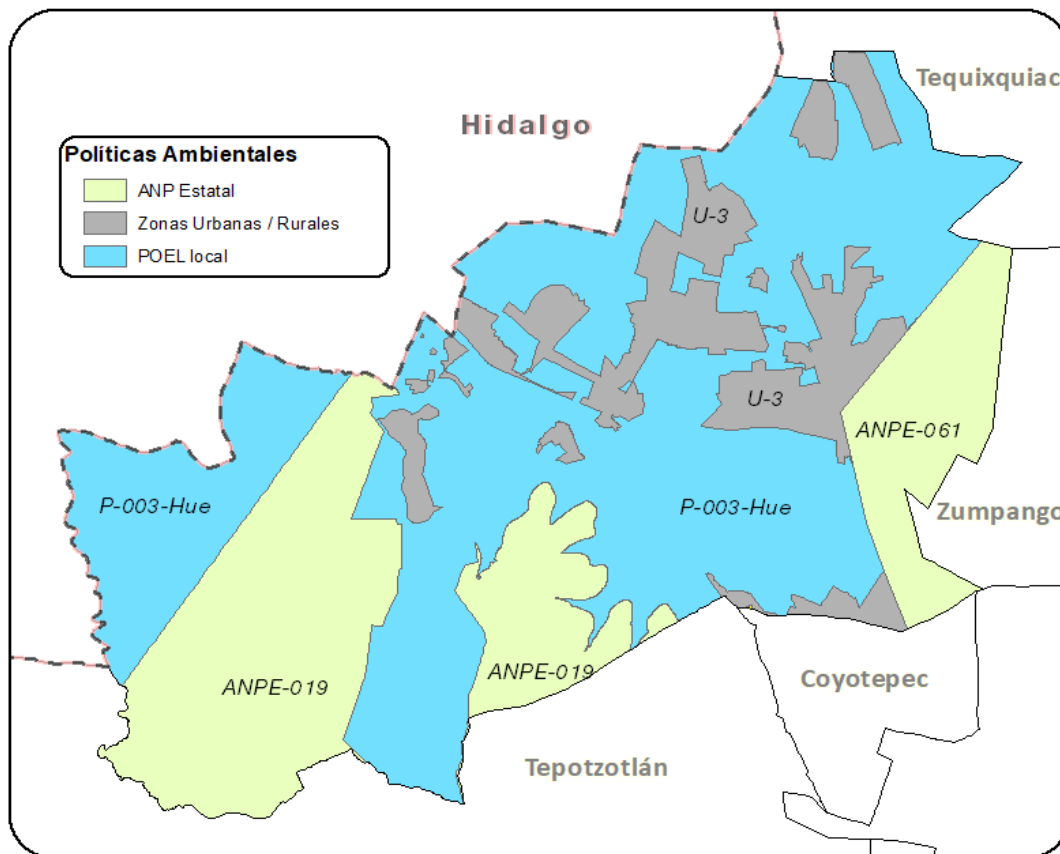 Tequixquiac
Hidalgo
Políticas Ambientales
ANP Estatal
Zonas Urbanas / Rurales
POEL local
U-3
U-3
ANPE-061
P-003-Hue
P-003-Hue
Zumpango
ANPE-019
ANPE-019
Coyotepec
Tepotzotlán